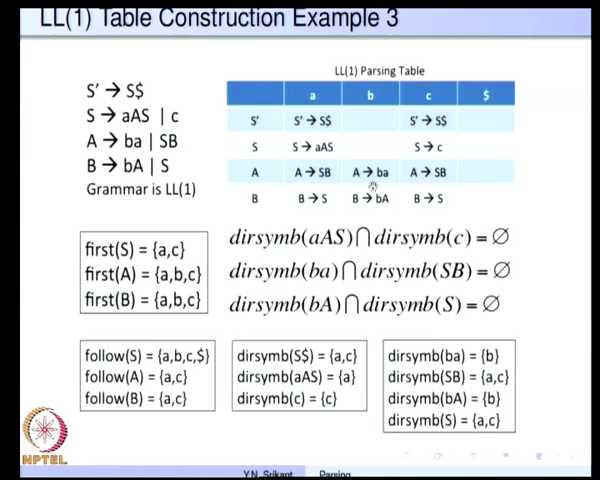 LL(1) Table Construction Example 3
S' → S$
S → aAS | c
A → ba | SB
B → bA | S
Grammar is LL(1)
LL(1) Parsing Table
a b c $
S' S' → S$ S' → S$
S S → aAS S → c
A A → SB A → ba A → SB
B B → S B → bA B → S
first(S) = {a,c}
first(A) = {a,b,c}
first(B) = {a,b,c}
dirsymb(aAS)⋂dirsymb(c) = ∅
dirsymb(ba)⋂dirsymb(SB) = ∅
dirsymb(bA)⋂dirsymb(S) = ∅
follow(S) = {a,b,c,$}
follow(A) = {a,c}
follow(B) = {a,c}
dirsymb(S$) = {a,c}
dirsymb(aAS) = {a}
dirsymb(c) = {c}
dirsymb(ba) = {b}
dirsymb(SB) = {a,c}
dirsymb(bA) = {b}
dirsymb(S) = {a,c}
NPTEL
Y.N. Srikant Parsing